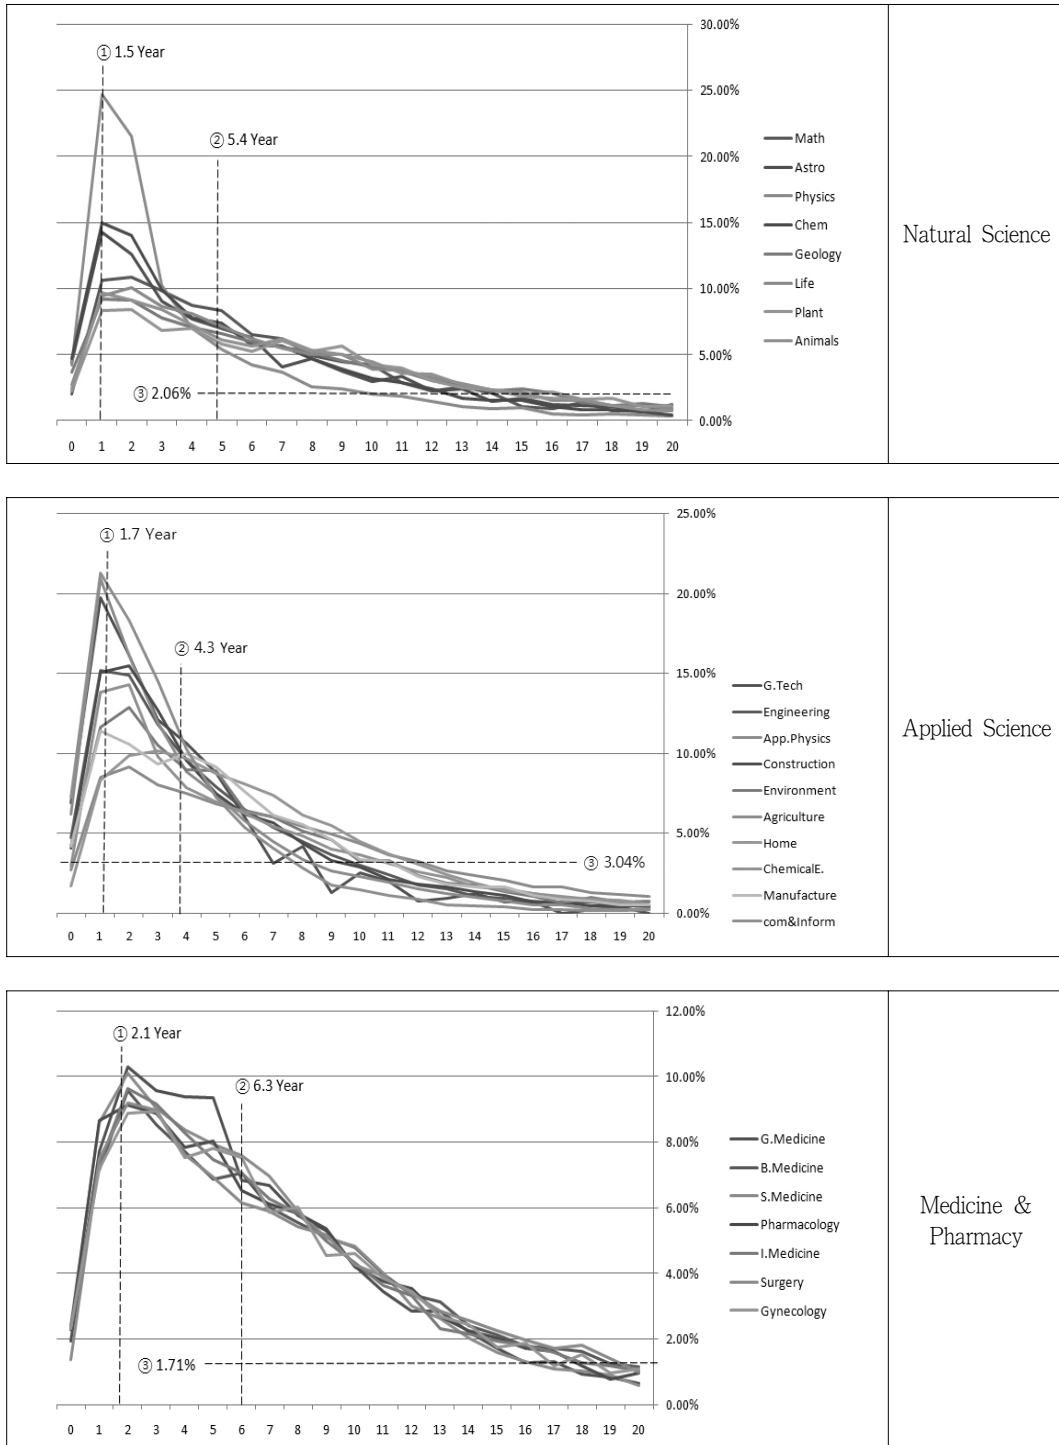 30.00%
① 1.5 Year
25.00%
② 5.4 Year
20.00%
15.00%
10.00%
5.00%
③ 2.06%
0.00%
0 1 2 3 4 5 6 7 8 9 10 11 12 13 14 15 16 17 18 19 20
Math
Astro
Physics
Chem
Geology
Life
Plant
Animals
Natural Science
25.00%
① 1.7 Year
20.00%
② 4.3 Year
15.00%
10.00%
5.00%
③ 3.04%
0.00%
0 1 2 3 4 5 6 7 8 9 10 11 12 13 14 15 16 17 18 19 20
G.Tech
Engineering
App.Physics
Construction
Environment
Agriculture
Home
ChemicalE.
Manufacture
com&Inform
Applied Science
12.00%
① 2.1 Year
10.00%
② 6.3 Year
8.00%
6.00%
4.00%
2.00%
③ 1.71%
0.00%
0 1 2 3 4 5 6 7 8 9 10 11 12 13 14 15 16 17 18 19 20
G.Medicine
B.Medicine
S.Medicine
Pharmacology
I.Medicine
Surgery
Gynecology
Medicine &
Pharmacy